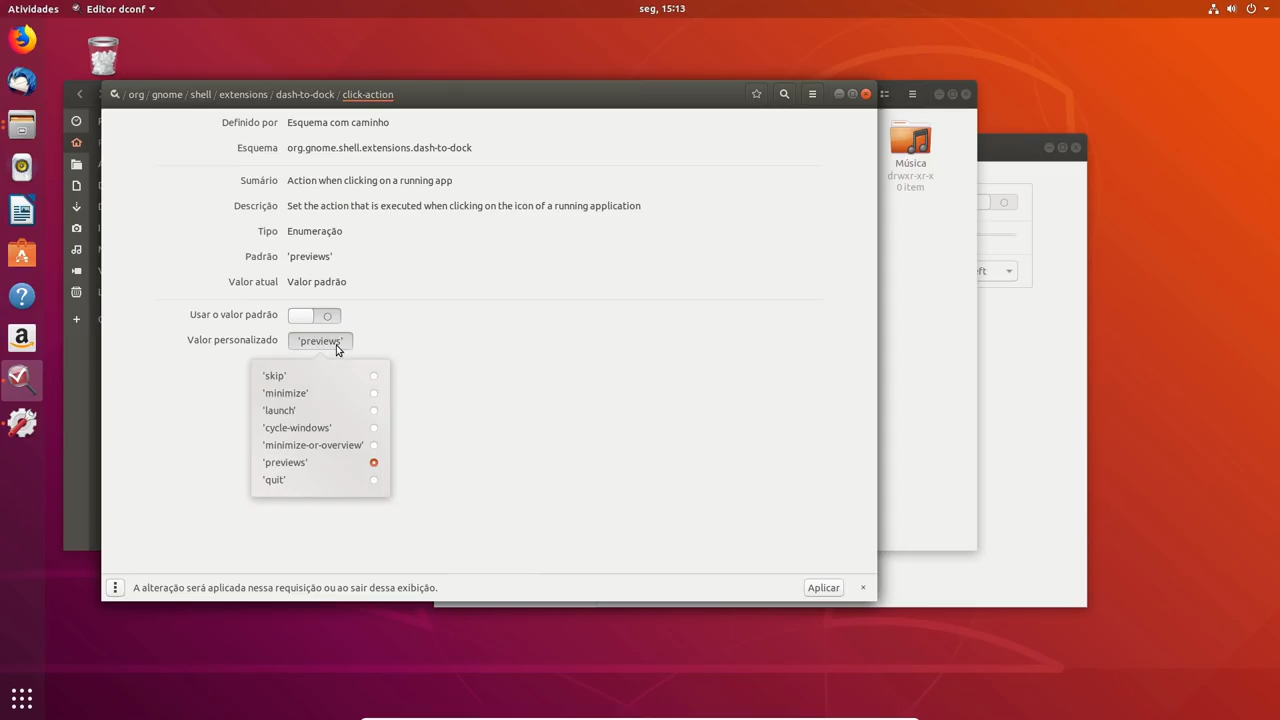 Atividades
Editor dconf
seg, 15:13
/ org / gnome / shell / extensions / dash-to-dock / click-action
Definido por Esquema com caminho
Esquema org.gnome.shell.extensions.dash-to-dock
Sumário Action when clicking on a running app
Descrição Set the action that is executed when clicking on the icon of a running application
Tipo Enumeração
Padrão 'previews'
Valor atual Valor padrão
Usar o valor padrão
Valor personalizado 'previews'
'skip'
'minimize'
'launch'
'cycle-windows'
'minimize-or-overview'
'previews'
'quit'
A alteração será aplicada nessa requisição ou ao sair dessa exibição.
Aplicar
Música
drwxr-xr-x
0 item